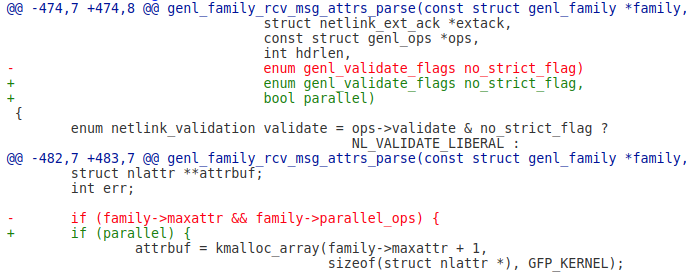 @@ -474,7 +474,8 @@ genl_family_rcv_msg_attrs_parse(const struct genl_family *family,
                                struct netlink_ext_ack *extack,
                                const struct genl_ops *ops,
                                int hdrlen,
-                               enum genl_validate_flags no_strict_flag)
+                               enum genl_validate_flags no_strict_flag,
+                               bool parallel)
 {
        enum netlink_validation validate = ops->validate & no_strict_flag ?
                                           NL_VALIDATE_LIBERAL :
@@ -482,7 +483,7 @@ genl_family_rcv_msg_attrs_parse(const struct genl_family *family,
        struct nlattr **attrbuf;
        int err;

-       if (family->maxattr && family->parallel_ops) {
+       if (parallel) {
                attrbuf = kmalloc_array(family->maxattr + 1,
                                        sizeof(struct nlattr *), GFP_KERNEL);